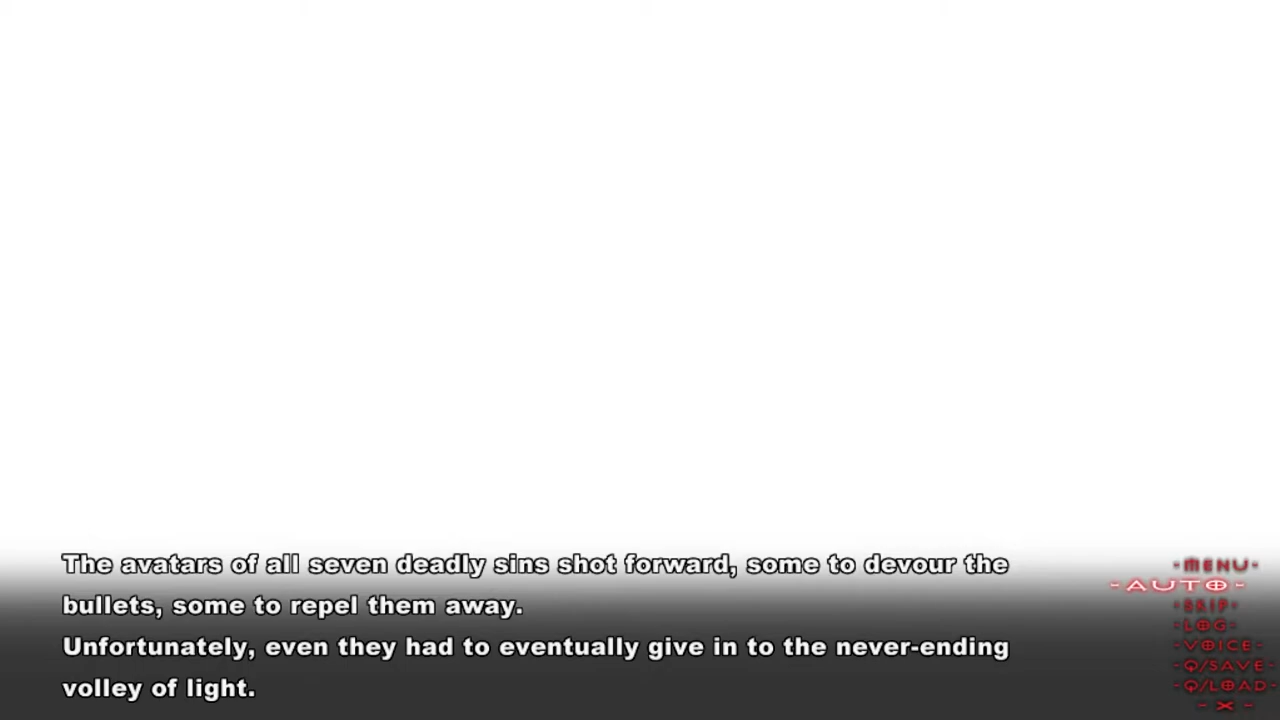 The avatars of all seven deadly sins shot forward, some to devour the
bullets, some to repel them away.
Unfortunately, even they had to eventually give in to the never-ending
volley of light.
-MENU-
-AUTO-
-SKIP-
-LOG-
-VOICE-
-Q/SAVE-
-Q/LOAD-
-X-